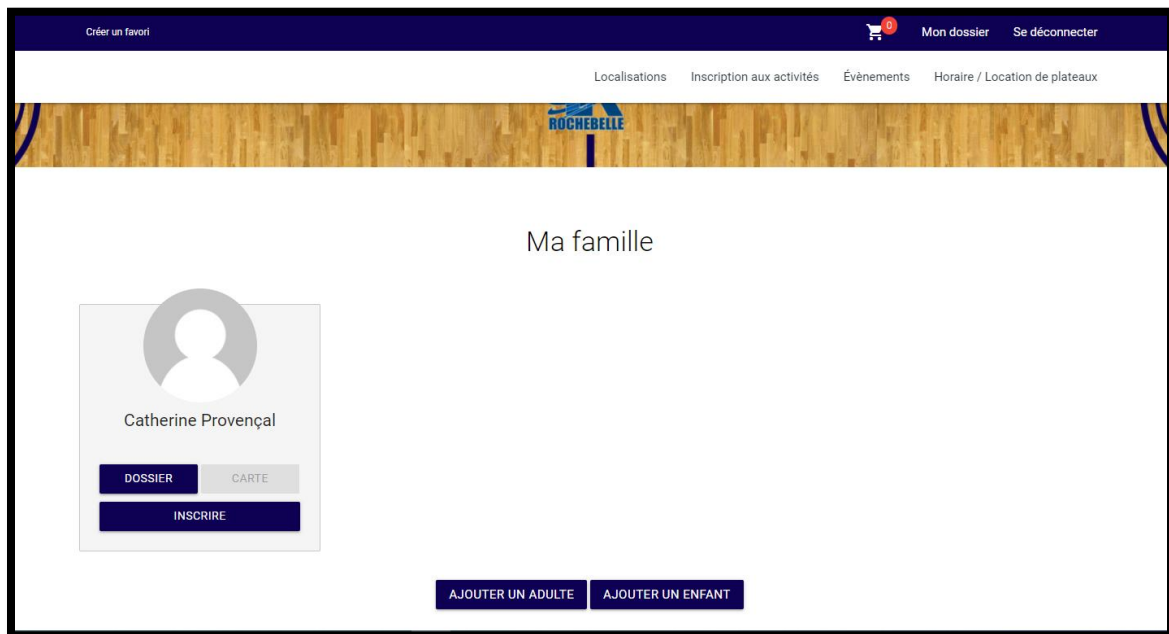 Créer un favori
0
Mon dossier Se déconnecter
Localisations Inscription aux activités Évènements Horaire / Location de plateaux
ROCHEBELLE
Ma famille
Catherine Provençal
DOSSIER CARTE
INSCRIRE
AJOUTER UN ADULTE AJOUTER UN ENFANT